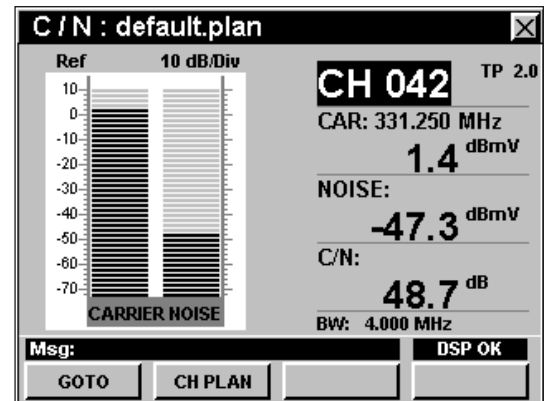 C / N : default.plan
Ref 10 dB/Div
10
0
-10
-20
-30
-40
-50
-60
-70
CARRIER NOISE
CH 042 TP 2.0
CAR: 331.250 MHz
1.4 dBmV
NOISE:
-47.3 dBmV
C/N:
48.7 dB
BW: 4.000 MHz
Msg: DSP OK
GOTO CH PLAN